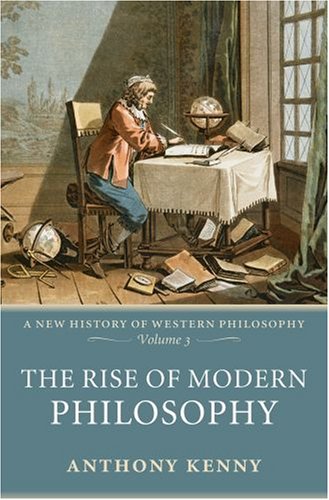 A NEW HISTORY OF WESTERN PHILOSOPHY
Volume 3
THE RISE OF MODERN
PHILOSOPHY
ANTHONY KENNY